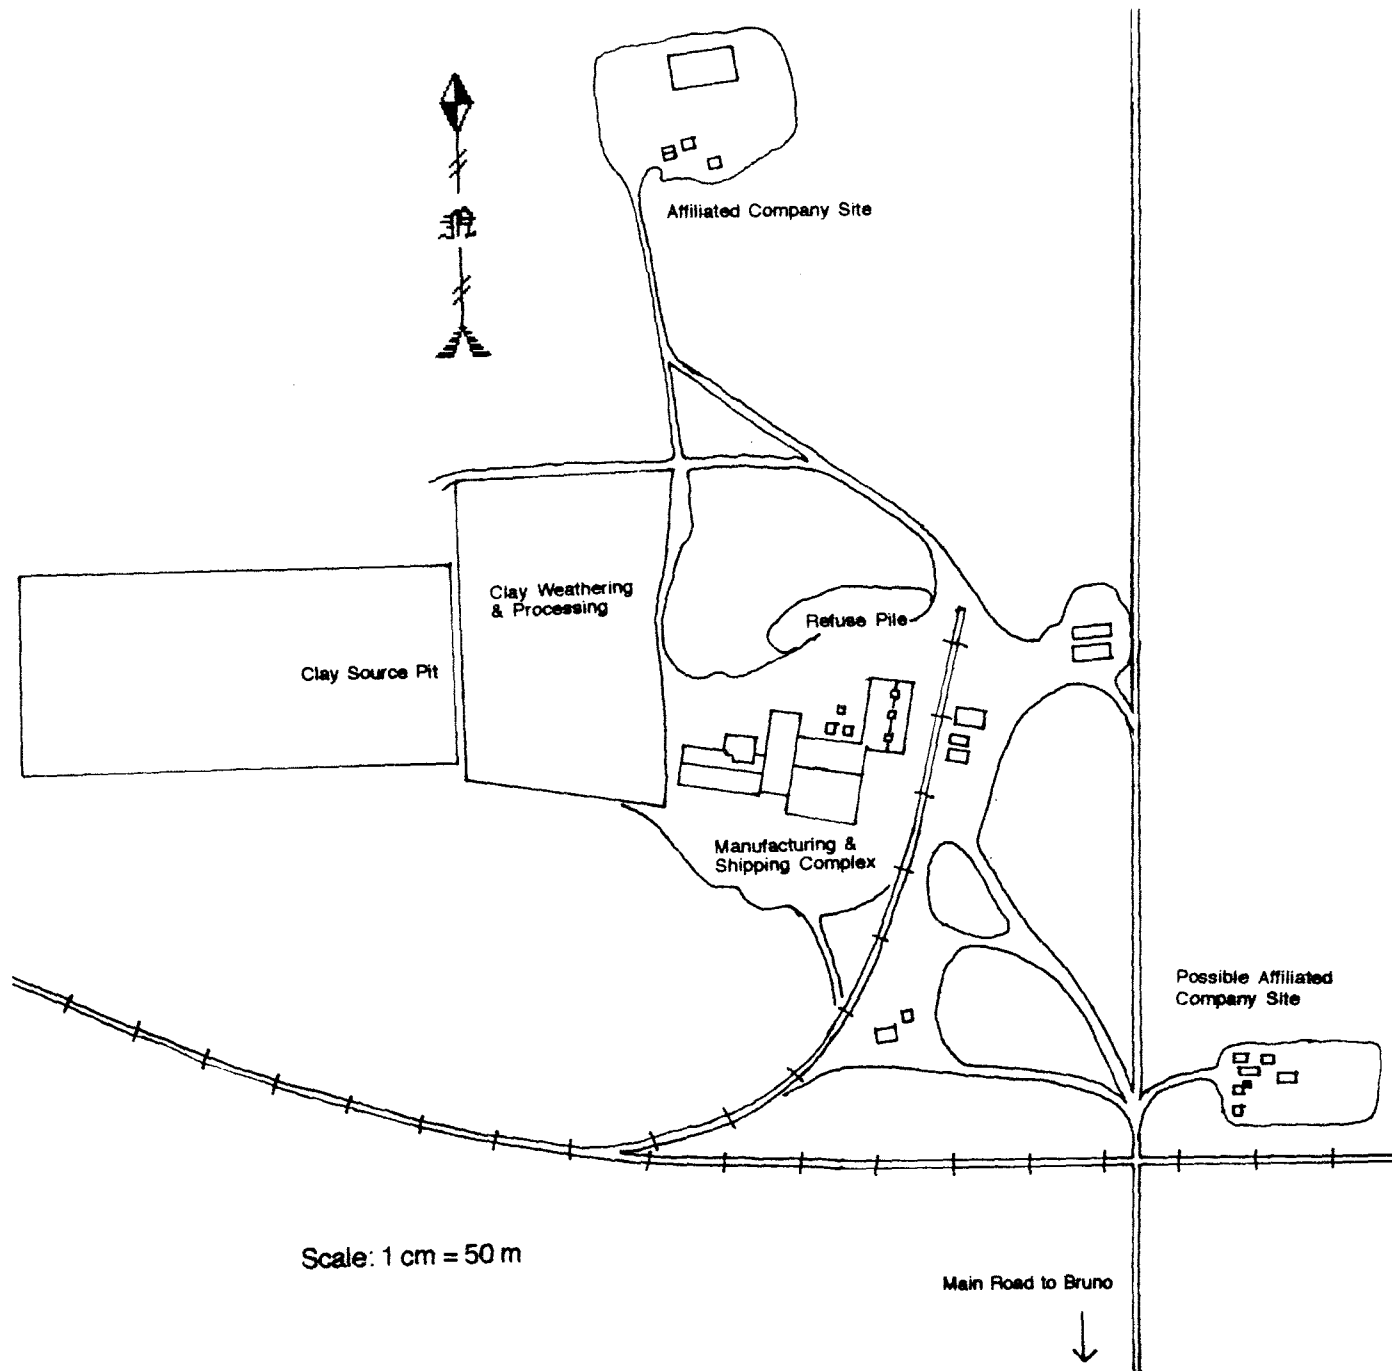 Affiliated Company Site
Clay Weathering
& Processing
Refuse Pile
Clay Source Pit
Manufacturing &
Shipping Complex
Possible Affiliated
Company Site
Scale: 1 cm = 50 m
Main Road to Bruno